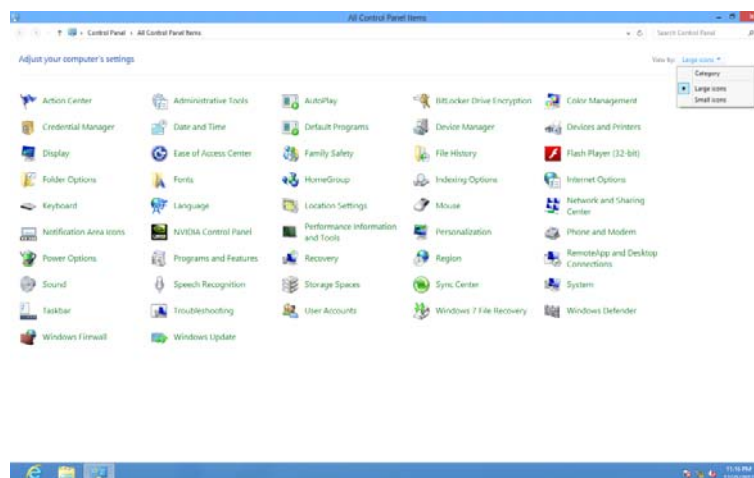 All Control Panel Items
Control Panel All Control Panel Items
Search Control Panel
Adjust your computer's settings
View by: Large icons
Category
Large icons
Small icons
Action Center Administrative Tools AutoPlay BitLocker Drive Encryption Color Management
Credential Manager Date and Time Default Programs Device Manager Devices and Printers
Display Ease of Access Center Family Safety File History Flash Player (32-bit)
Folder Options Fonts HomeGroup Indexing Options Internet Options
Keyboard Language Location Settings Mouse Network and Sharing
Center
Notification Area Icons NVIDIA Control Panel Performance Information
and Tools Personalization Phone and Modem
Power Options Programs and Features Recovery Region RemoteApp and Desktop
Connections
Sound Speech Recognition Storage Spaces Sync Center System
Taskbar Troubleshooting User Accounts Windows 7 File Recovery Windows Defender
Windows Firewall Windows Update
11:16 PM